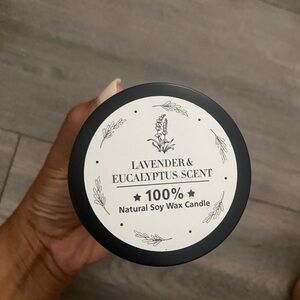 LAVENDER &
EUCALYPTUS SCENT
★ 100% ★
Natural Soy Wax Candle